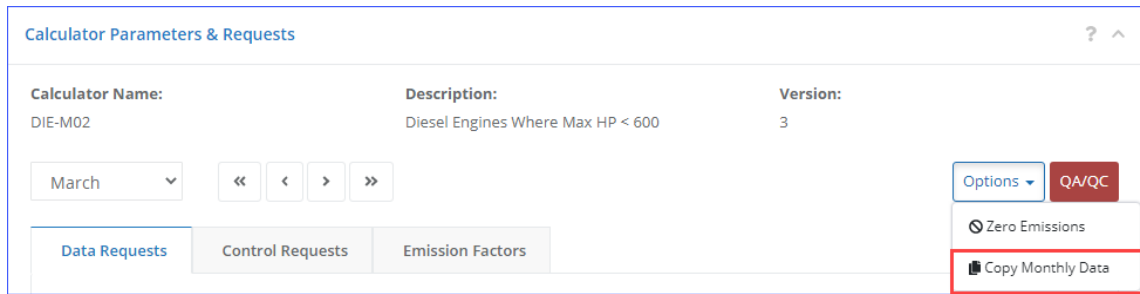 Calculator Parameters & Requests ?
Calculator Name: Description: Version:
DIE-M02 Diesel Engines Where Max HP < 600 3
March « < > » Options QA/QC
Zero Emissions
Data Requests Control Requests Emission Factors
Copy Monthly Data